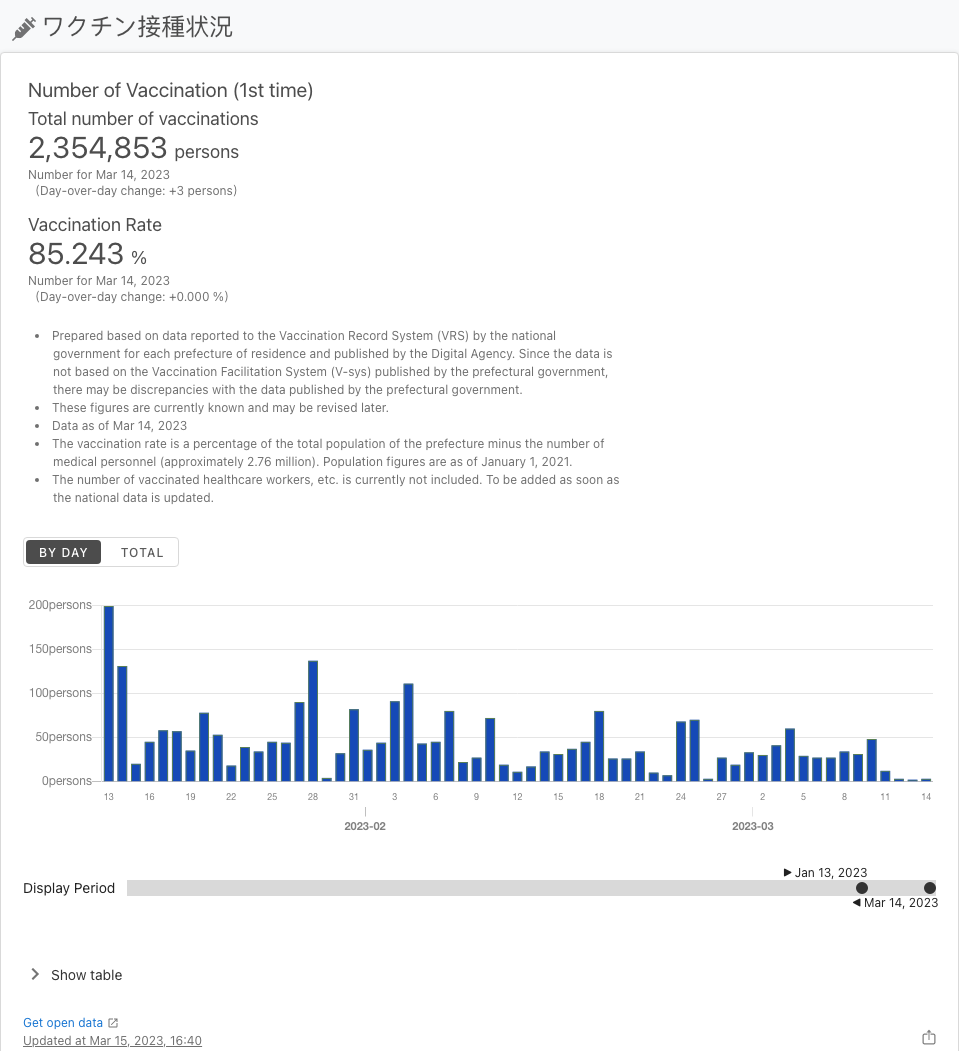 ワクチン接種状況
Number of Vaccination (1st time)
Total number of vaccinations
2,354,853 persons
Number for Mar 14, 2023
(Day-over-day change: +3 persons)
Vaccination Rate
85.243 %
Number for Mar 14, 2023
(Day-over-day change: +0.000 %)
• Prepared based on data reported to the Vaccination Record System (VRS) by the national
government for each prefecture of residence and published by the Digital Agency. Since the data is
not based on the Vaccination Facilitation System (V-sys) published by the prefectural government,
there may be discrepancies with the data published by the prefectural government.
• These figures are currently known and may be revised later.
• Data as of Mar 14, 2023
• The vaccination rate is a percentage of the total population of the prefecture minus the number of
medical personnel (approximately 2.76 million). Population figures are as of January 1, 2021.
• The number of vaccinated healthcare workers, etc. is currently not included. To be added as soon as
the national data is updated.
BY DAY TOTAL
200persons
150persons
100persons
50persons
0persons
13 16 19 22 25 28 31 3 6 9 12 15 18 21 24 27 2 5 8 11 14
2023-02 2023-03
Jan 13, 2023
Display Period
Mar 14, 2023
Show table
Get open data
Updated at Mar 15, 2023, 16:40